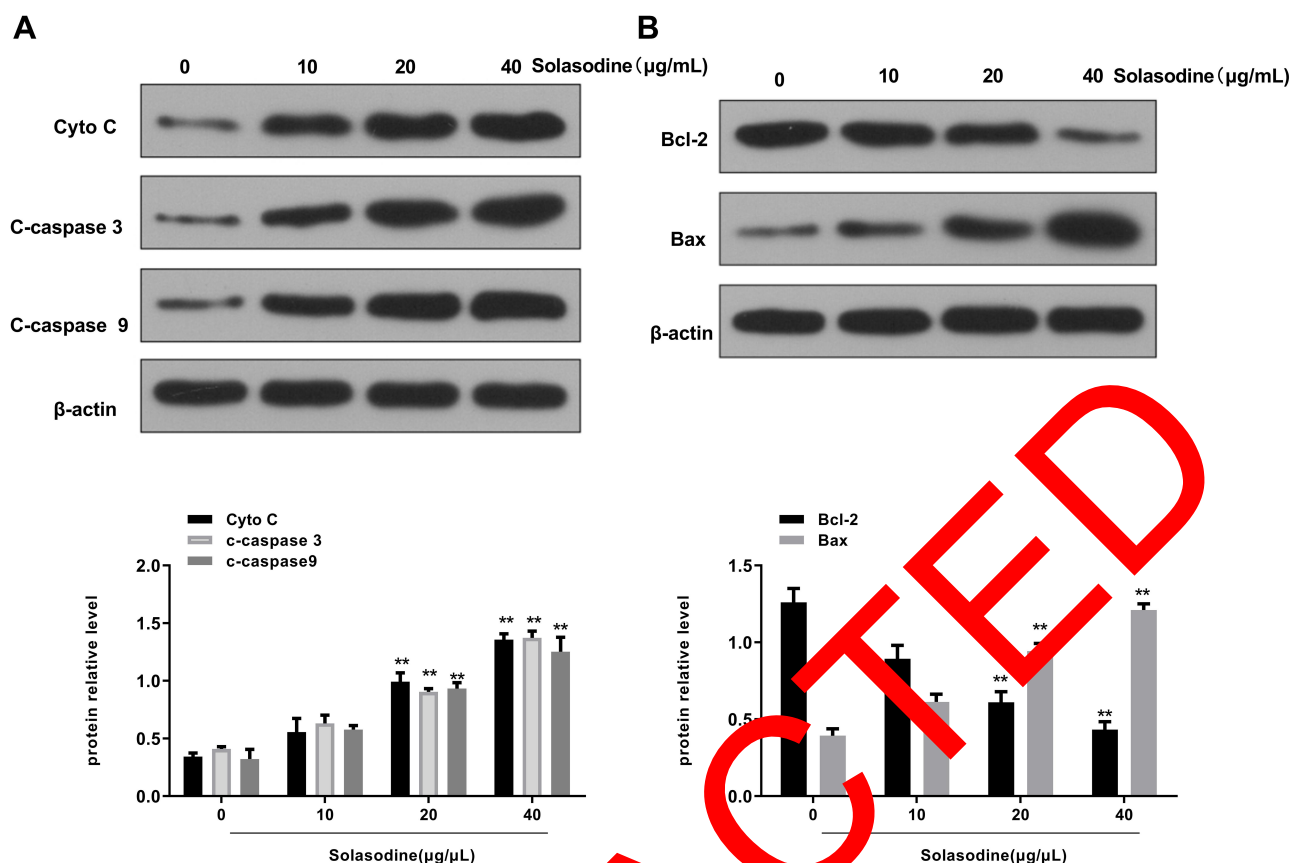 A
0 10 20 40 Solasodine(μg/mL)
Cyto C
C-caspase 3
C-caspase 9
β-actin
Cyto C
c-caspase 3
c-caspase9
protein relative level
2.0
1.5
1.0
0.5
0.0
** ** **
** ** **
0 10 20 40
Solasodine(μg/μL)
B
0 10 20 40 Solasodine(μg/mL)
Bcl-2
Bax
β-actin
Bcl-2
Bax
protein relative level
1.5
1.0
0.5
0.0
** **
** **
0 10 20 40
Solasodine(μg/μL)
CTED